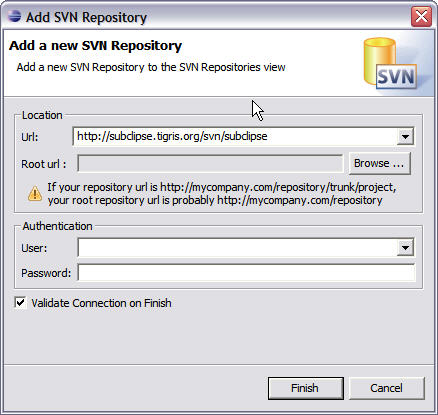 Add SVN Repository
Add a new SVN Repository
Add a new SVN Repository to the SVN Repositories view
SVN
Location
Url:
http://subclipse.tigris.org/svn/subclipse
Root url :
Browse ...
If your repository url is http://mycompany.com/repository/trunk/project,
your root repository url is probably http://mycompany.com/repository
Authentication
User:
Password:
Validate Connection on Finish
Finish
Cancel